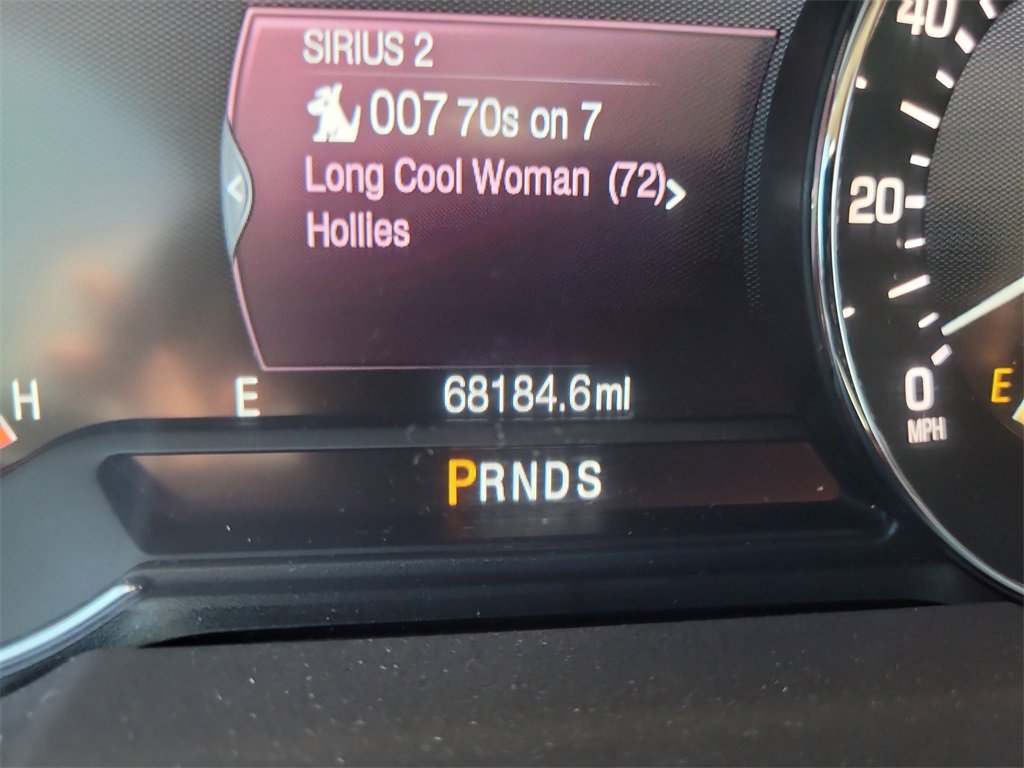 SIRIUS 2
007 70s on 7
Long Cool Woman (72)>
Hollies
<
H
E
68184.6mi
PRNDS
40
20
0
MPH
E